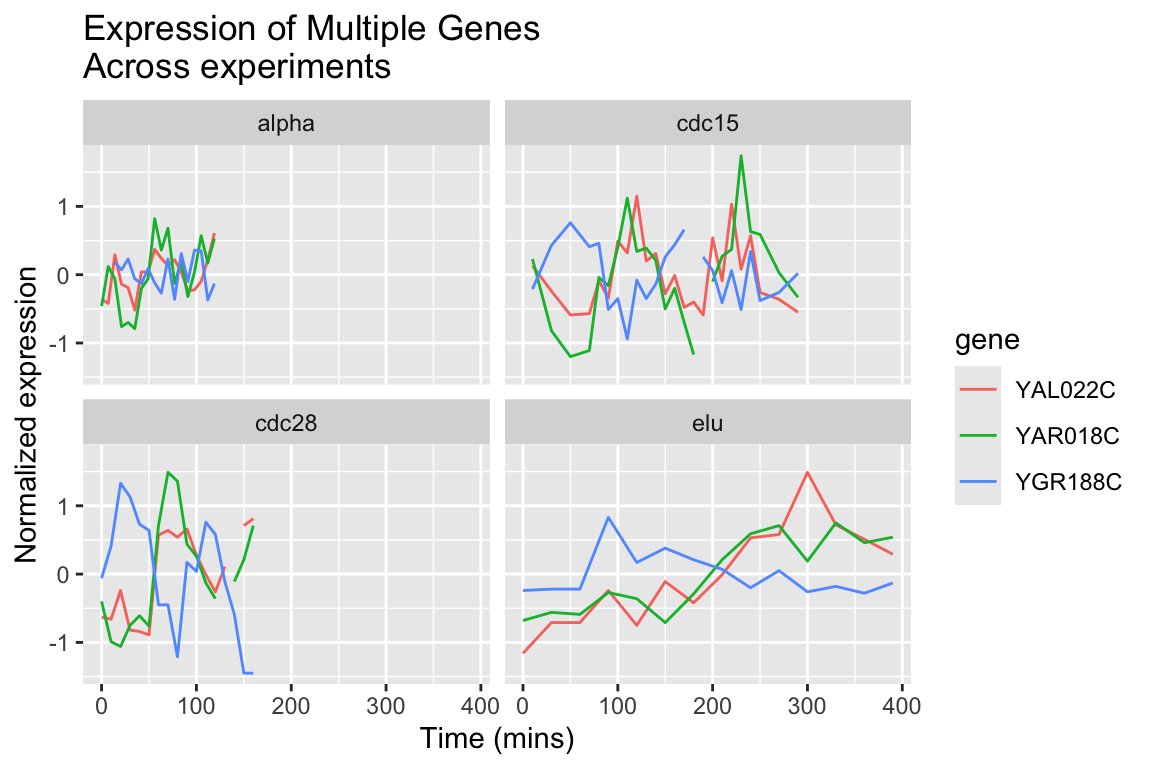 Expression of Multiple Genes
Across experiments
alpha
cdc15
1
0
-1
cdc28
elu
1
0
-1
0 100 200 300 400 0 100 200 300 400
Time (mins)
Normalized expression
gene
YAL022C
YAR018C
YGR188C